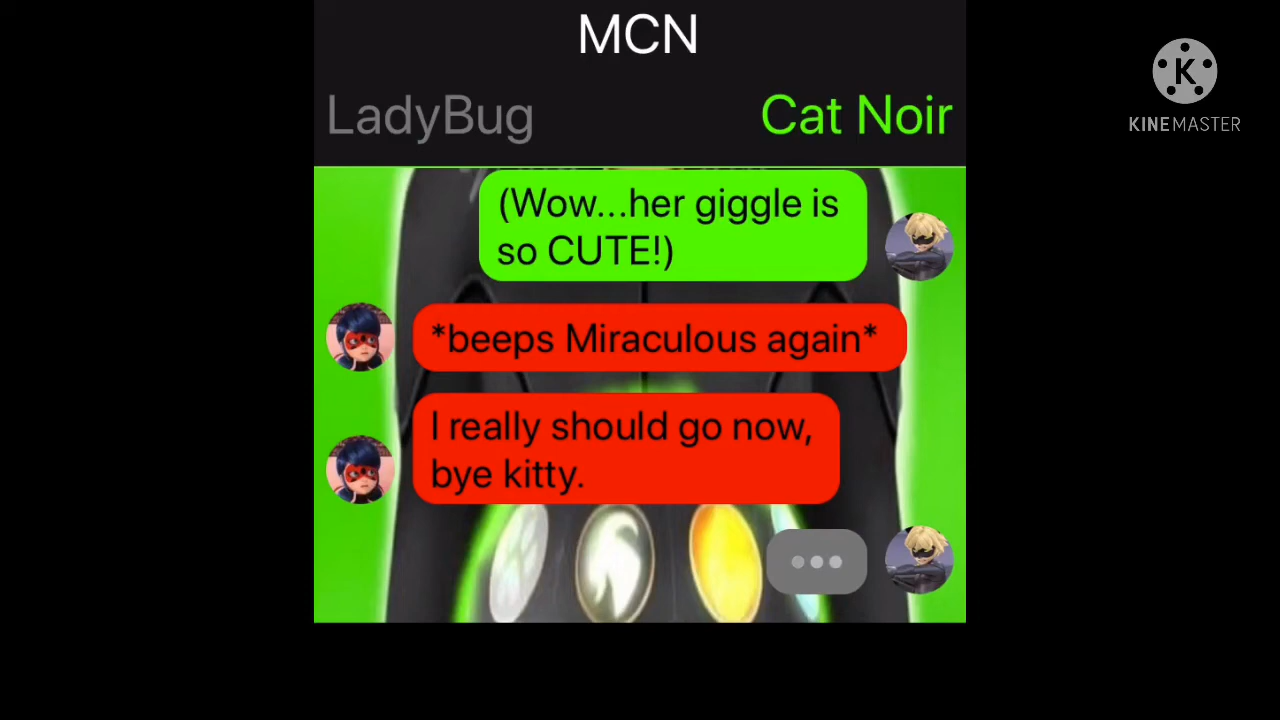 MCN
LadyBug
Cat Noir
(Wow...her giggle is
so CUTE!)
*beeps Miraculous again*
I really should go now,
bye kitty.
K
KINEMASTER